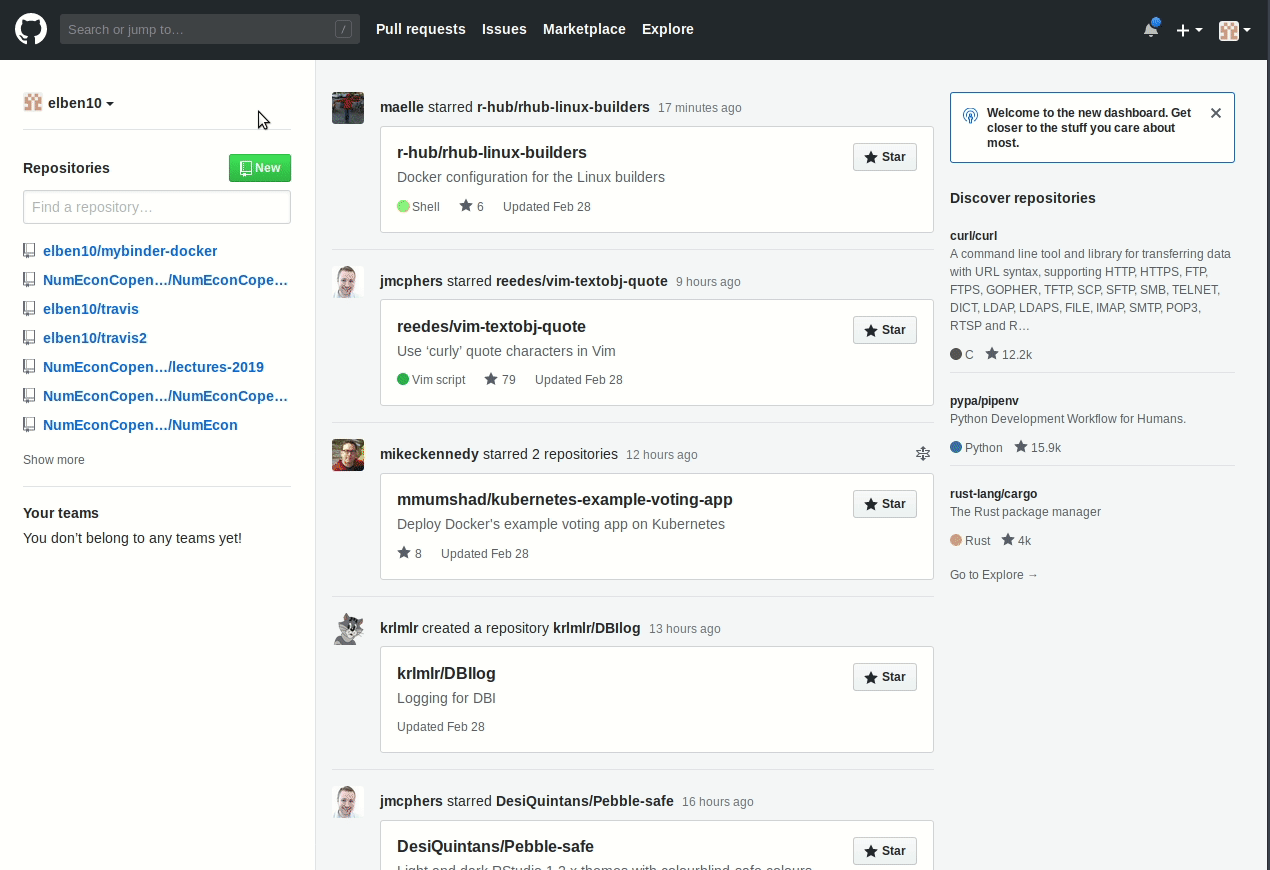 Search or jump to…
/
Pull requests
Issues
Marketplace
Explore
elben10
Repositories
New
Find a repository…
elben10/mybinder-docker
NumEconCopen…/NumEconCope…
elben10/travis
elben10/travis2
NumEconCopen…/lectures-2019
NumEconCopen…/NumEconCope…
NumEconCopen…/NumEcon
Show more
Your teams
You don’t belong to any teams yet!
maelle starred r-hub/rhub-linux-builders 17 minutes ago
r-hub/rhub-linux-builders
Star
Docker configuration for the Linux builders
Shell 6 Updated Feb 28
jmcphers starred reedes/vim-textobj-quote 9 hours ago
reedes/vim-textobj-quote
Star
Use ‘curly’ quote characters in Vim
Vim script 79 Updated Feb 28
mikeckennedy starred 2 repositories 12 hours ago
mmumshad/kubernetes-example-voting-app
Star
Deploy Docker's example voting app on Kubernetes
8 Updated Feb 28
krlmlr created a repository krlmlr/DBIlog 13 hours ago
krlmlr/DBIlog
Star
Logging for DBI
Updated Feb 28
jmcphers starred DesiQuintans/Pebble-safe 16 hours ago
DesiQuintans/Pebble-safe
Star
Light and dark RStudio 1.2.x themes with colourblind-safe colours
Welcome to the new dashboard. Get
closer to the stuff you care about
most.
Discover repositories
curl/curl
A command line tool and library for transferring data
with URL syntax, supporting HTTP, HTTPS, FTP,
FTPS, GOPHER, TFTP, SCP, SFTP, SMB, TELNET,
DICT, LDAP, LDAPS, FILE, IMAP, SMTP, POP3,
RTSP and R…
C 12.2k
pypa/pipenv
Python Development Workflow for Humans.
Python 15.9k
rust-lang/cargo
The Rust package manager
Rust 4k
Go to Explore →